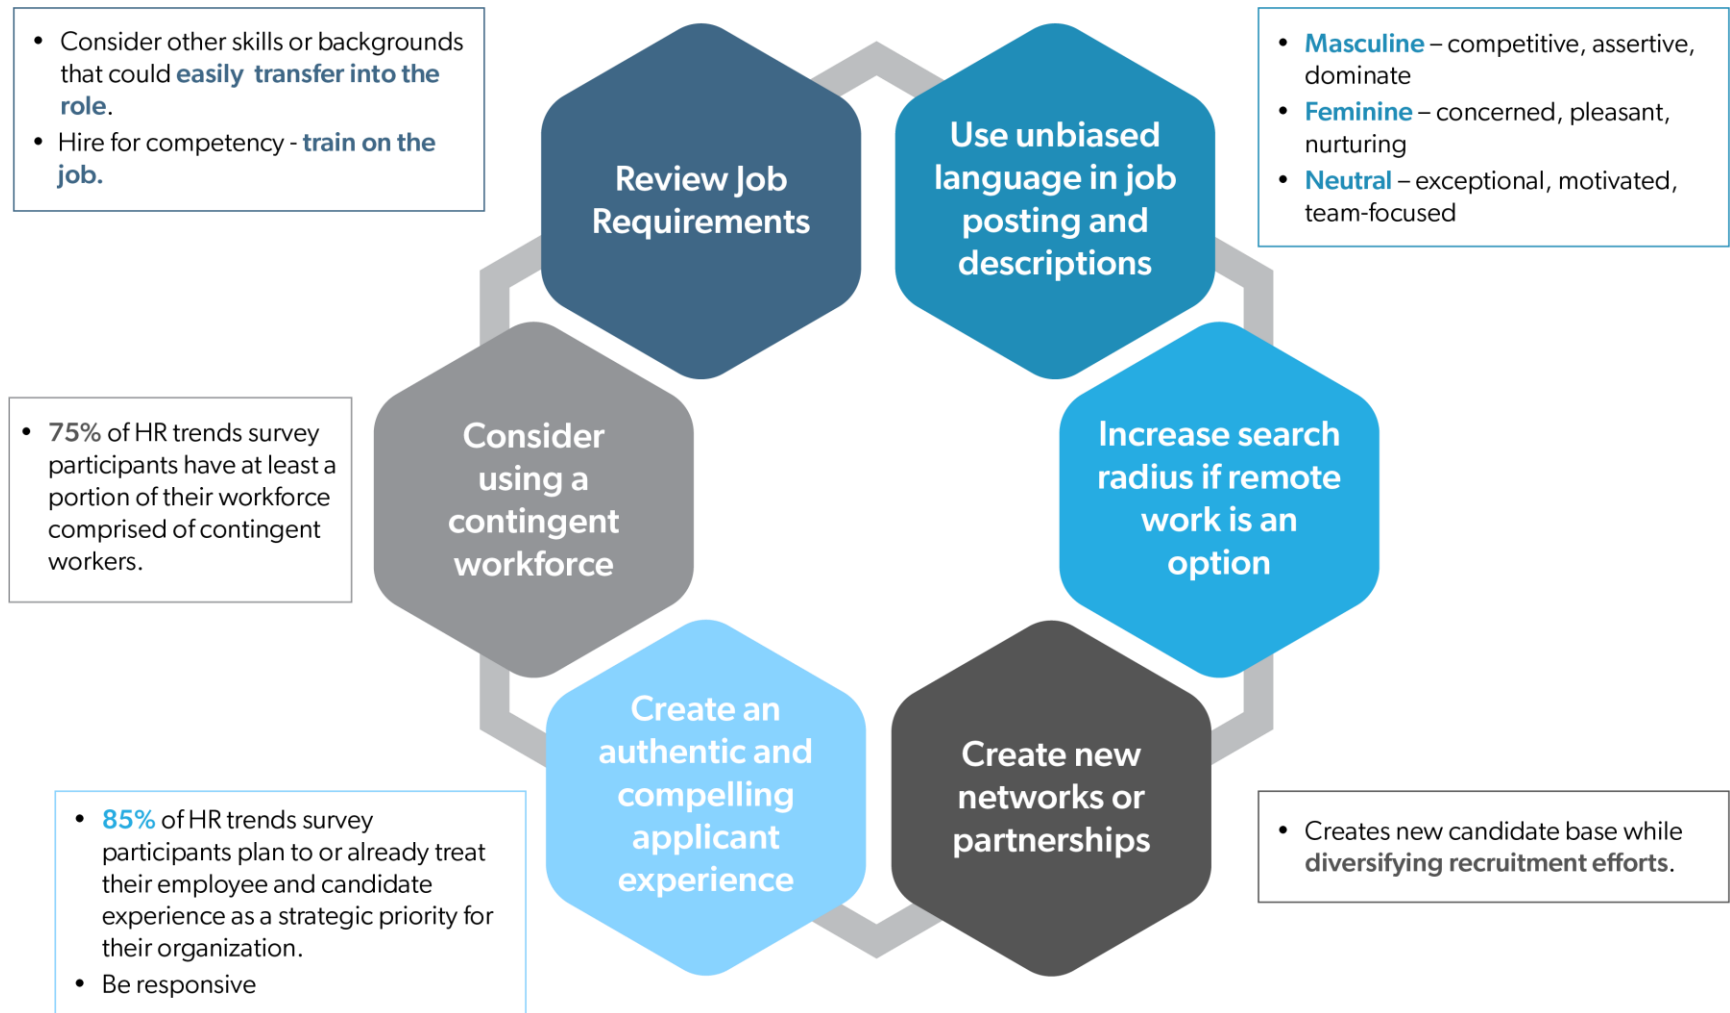 • Consider other skills or backgrounds
that could easily transfer into the
role.
• Hire for competency - train on the
job.
Review Job
Requirements
Use unbiased
language in job
posting and
descriptions
• Masculine – competitive, assertive,
dominate
• Feminine – concerned, pleasant,
nurturing
• Neutral – exceptional, motivated,
team-focused
• 75% of HR trends survey
participants have at least a
portion of their workforce
comprised of contingent
workers.
Consider
using a
contingent
workforce
Increase search
radius if remote
work is an
option
• 85% of HR trends survey
participants plan to or already treat
their employee and candidate
experience as a strategic priority for
their organization.
• Be responsive
Create an
authentic and
compelling
applicant
experience
Create new
networks or
partnerships
• Creates new candidate base while
diversifying recruitment efforts.